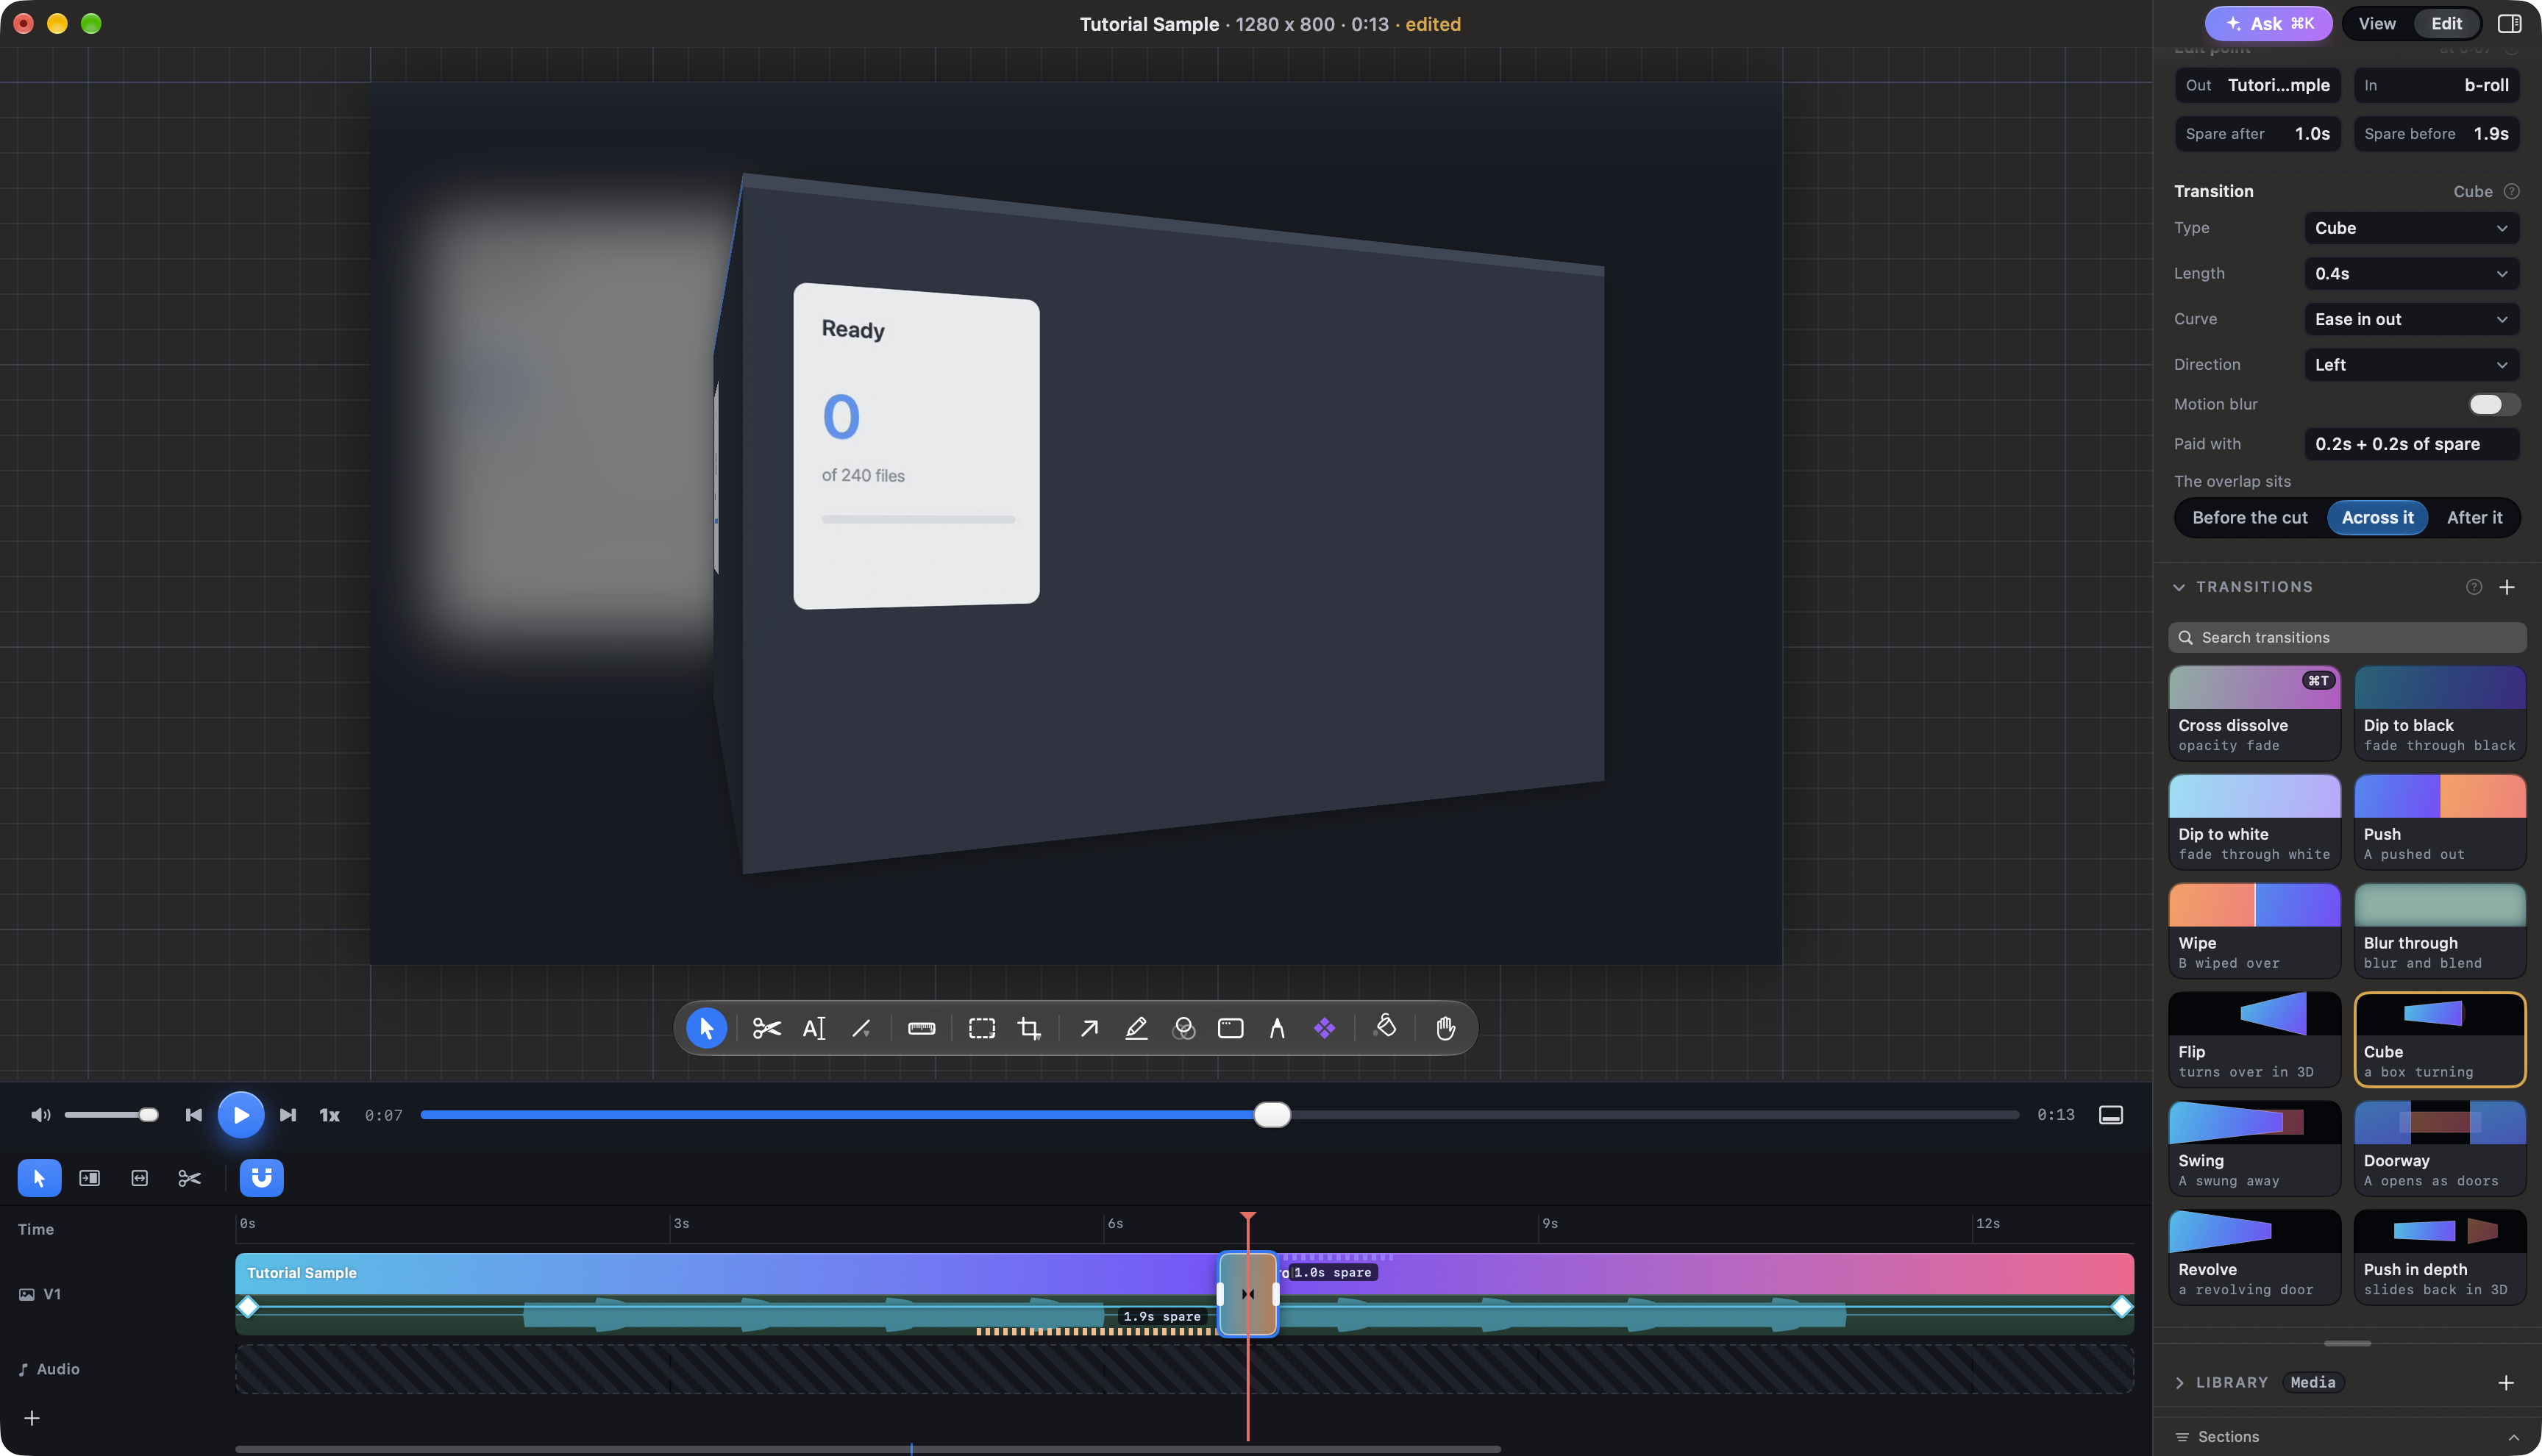 Tutorial Sample · 1280 x 800 · 0:13 · edited
Ask ⌘K
View
Edit
Edit point
Out Tutori...mple
In b-roll
Spare after 1.0s
Spare before 1.9s
Transition
Cube
Type
Cube
Length
0.4s
Curve
Ease in out
Direction
Left
Motion blur
Paid with
0.2s + 0.2s of spare
The overlap sits
Before the cut
Across it
After it
TRANSITIONS
Search transitions
⌘T
Cross dissolve
opacity fade
Dip to black
fade through black
Dip to white
fade through white
Push
A pushed out
Wipe
B wiped over
Blur through
blur and blend
Flip
turns over in 3D
Cube
a box turning
Swing
A swung away
Doorway
A opens as doors
Revolve
a revolving door
Push in depth
slides back in 3D
LIBRARY
Media
Sections
Ready
0
of 240 files
1x
0:07
0:13
Time
0s
3s
6s
9s
12s
V1
Tutorial Sample
1.0s spare
1.9s spare
Audio